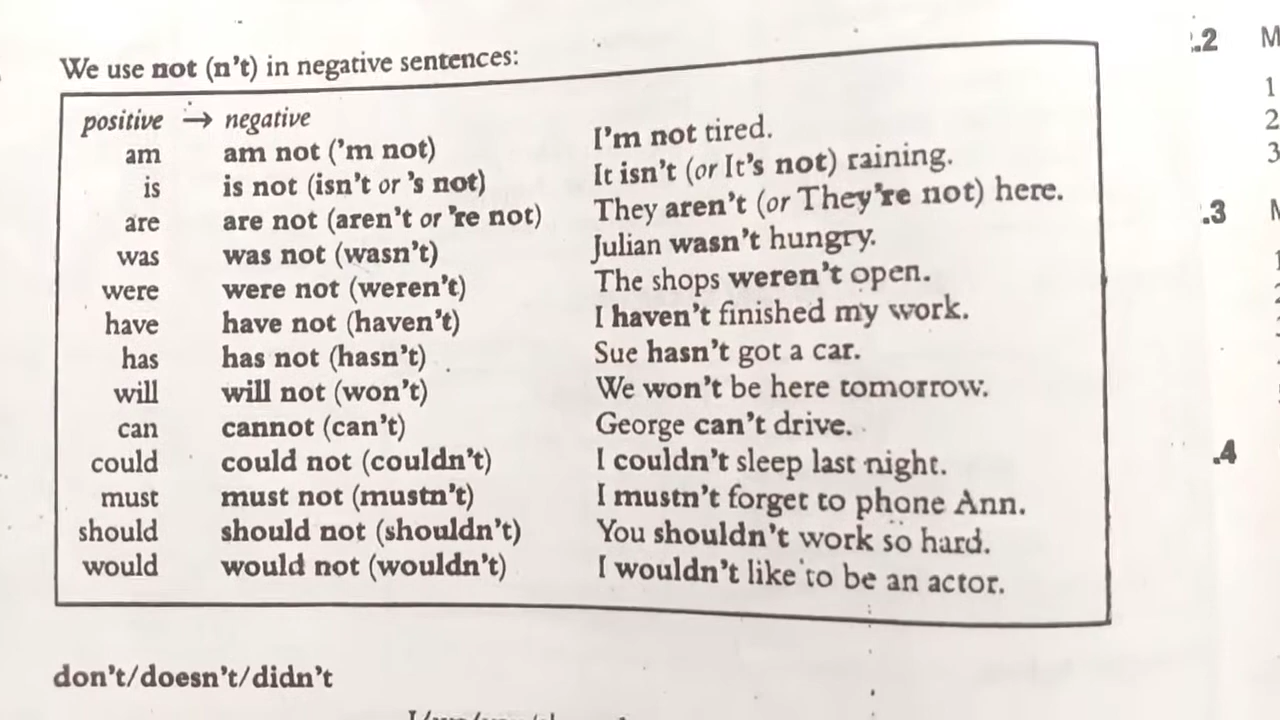 We use not (n't) in negative sentences:
positive → negative
am am not ('m not) I'm not tired.
is is not (isn't or 's not) It isn't (or It's not) raining.
are are not (aren't or 're not) They aren't (or They're not) here.
was was not (wasn't) Julian wasn't hungry.
were were not (weren't) The shops weren't open.
have have not (haven't) I haven't finished my work.
has has not (hasn't) Sue hasn't got a car.
will will not (won't) We won't be here tomorrow.
can cannot (can't) George can't drive.
could could not (couldn't) I couldn't sleep last night.
must must not (mustn't) I mustn't forget to phone Ann.
should should not (shouldn't) You shouldn't work so hard.
would would not (wouldn't) I wouldn't like to be an actor.
don't/doesn't/didn't
.2 M
1
2
3
.3
.4